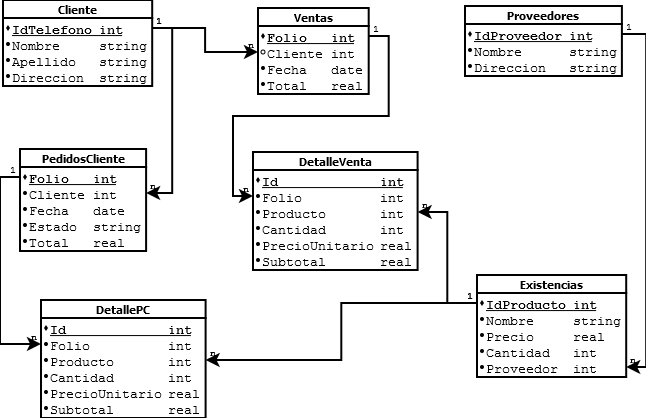 Cliente
IdTelefono int
Nombre string
Apellido string
Direccion string
1
n
Ventas
Folio int
Cliente int
Fecha date
Total real
1
Proveedores
IdProveedor int
Nombre string
Direccion string
1
PedidosCliente
Folio int
Cliente int
Fecha date
Estado string
Total real
1
n
DetalleVenta
Id int
Folio int
Producto int
Cantidad int
PrecioUnitario real
Subtotal real
n
n
DetallePC
Id int
Folio int
Producto int
Cantidad int
PrecioUnitario real
Subtotal real
n
n
Existencias
IdProducto int
Nombre string
Precio real
Cantidad int
Proveedor int
1
n